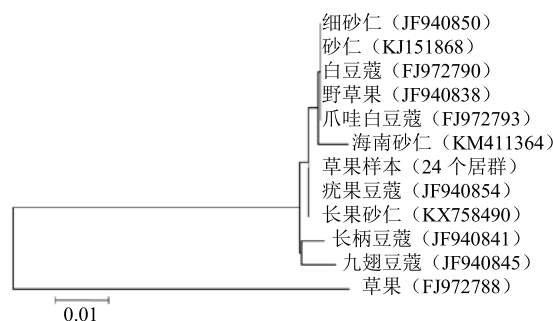 细砂仁（JF940850）
砂仁（KJ151868）
白豆蔻（FJ972790）
野草果（JF940838）
爪哇白豆蔻（FJ972793）
海南砂仁（KM411364）
草果样本（24 个居群）
疣果豆蔻（JF940854）
长果砂仁（KX758490）
长柄豆蔻（JF940841）
九翅豆蔻（JF940845）
草果（FJ972788）
0.01